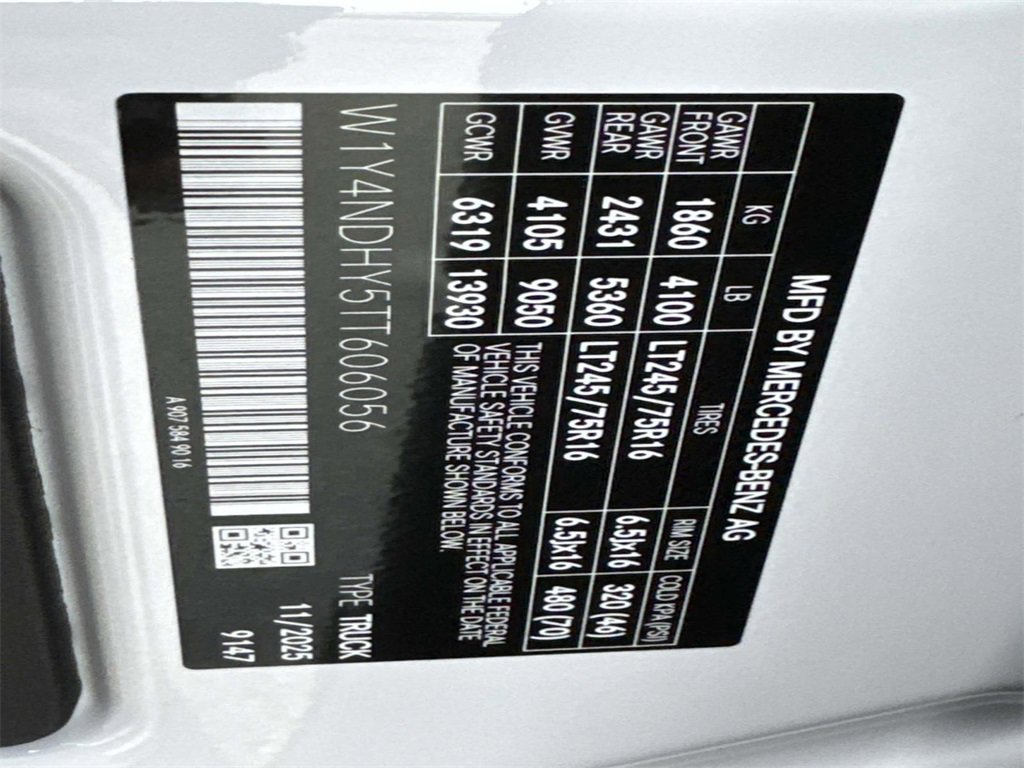 MFD BY MERCEDES-BENZ AG
KG LB TIRES RIM SIZE COLD KPA (PSI)
GAWR FRONT 1860 4100 LT245/75R16 6.5Jx16 320 (46)
GAWR REAR 2431 5360 LT245/75R16 6.5Jx16 480 (70)
GVWR 4105 9050
GCWR 6319 13930
THIS VEHICLE CONFORMS TO ALL APPLICABLE FEDERAL
VEHICLE SAFETY STANDARDS IN EFFECT ON THE DATE
OF MANUFACTURE SHOWN BELOW.
W1Y4NDHY5TT606056 TYPE TRUCK
11/2025
9147
A 907 584 90 16